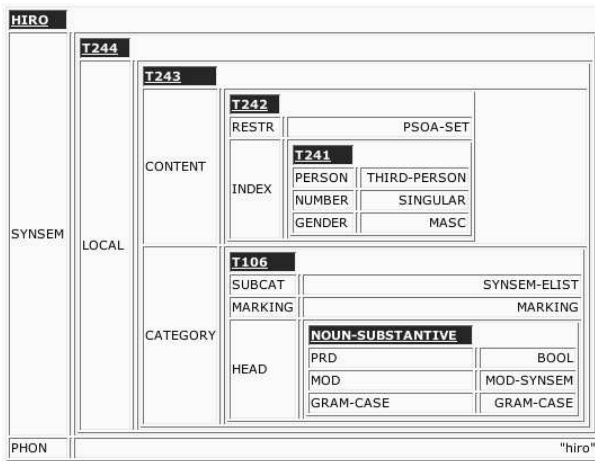 HIRO
T244
T243
T242
RESTR PSOA-SET
T241
CONTENT
PERSON THIRD-PERSON
INDEX
NUMBER SINGULAR
GENDER MASC
SYNSEM
LOCAL
T106
SUBCAT SYNSEM-ELIST
MARKING MARKING
CATEGORY
NOUN-SUBSTANTIVE
PRD BOOL
HEAD
MOD MOD-SYNSEM
GRAM-CASE GRAM-CASE
PHON "hiro"